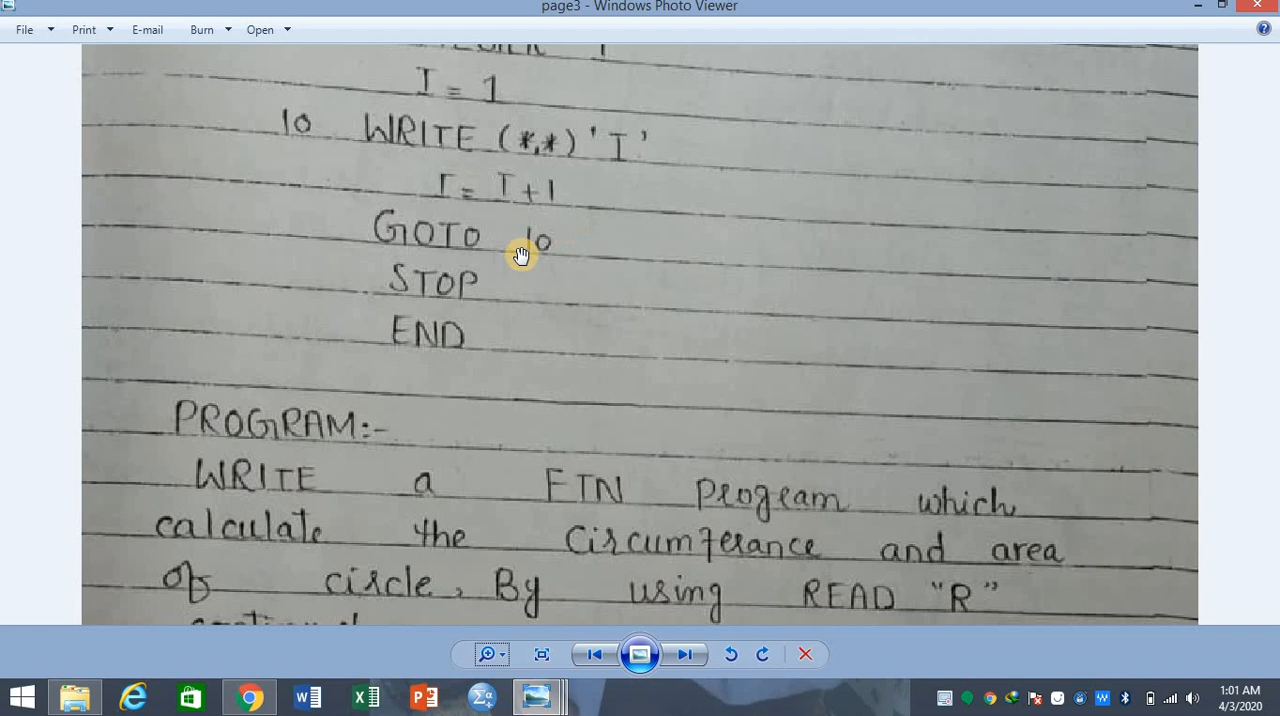 page3 - Windows Photo Viewer
File Print E-mail Burn Open
I = 1
10 WRITE (*,*) 'I'
I = I + 1
GOTO 10
STOP
END
PROGRAM:-
WRITE a FTN Program which
calculate the Circumferance and area
of circle, By using READ "R"
1:01 AM
4/3/2020